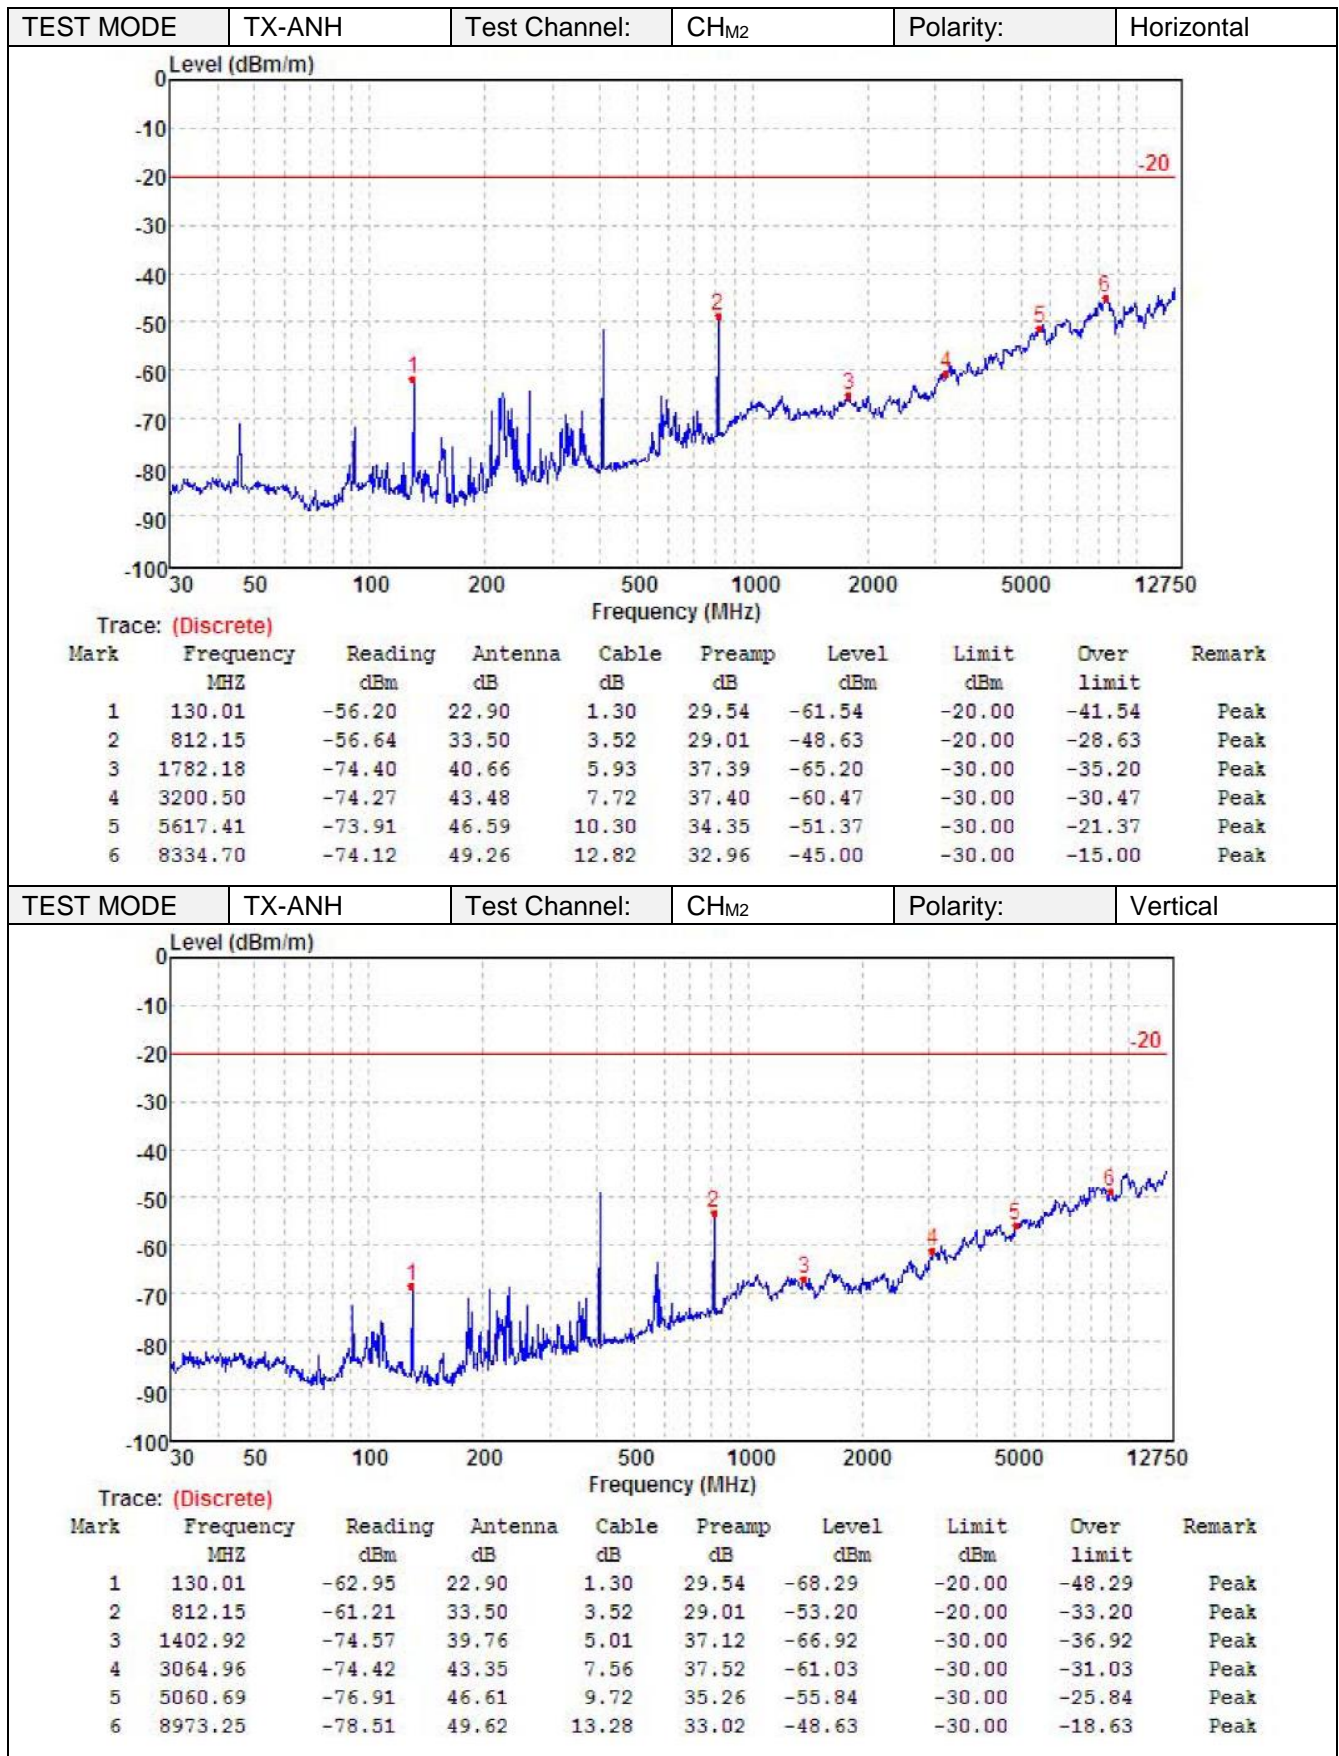 TEST MODE TX-ANH Test Channel: CHM2 Polarity: Horizontal
Level (dBm/m)
0
-10
-20
-20
-30
-40
6
2
-50
5
-60
1
4
3
-70
-80
-90
-100
30 50 100 200 500 1000 2000 5000 12750
Frequency (MHz)
Trace: (Discrete)
Mark Frequency Reading Antenna Cable Preamp Level Limit Over Remark
MHZ dBm dB dB dB dBm dBm limit
1 130.01 -56.20 22.90 1.30 29.54 -61.54 -20.00 -41.54 Peak
2 812.15 -56.64 33.50 3.52 29.01 -48.63 -20.00 -28.63 Peak
3 1782.18 -74.40 40.66 5.93 37.39 -65.20 -30.00 -35.20 Peak
4 3200.50 -74.27 43.48 7.72 37.40 -60.47 -30.00 -30.47 Peak
5 5617.41 -73.91 46.59 10.30 34.35 -51.37 -30.00 -21.37 Peak
6 8334.70 -74.12 49.26 12.82 32.96 -45.00 -30.00 -15.00 Peak
TEST MODE TX-ANH Test Channel: CHM2 Polarity: Vertical
Level (dBm/m)
0
-10
-20
-20
-30
-40
6
-50
2
5
-60
4
1
3
-70
-80
-90
-100
30 50 100 200 500 1000 2000 5000 12750
Frequency (MHz)
Trace: (Discrete)
Mark Frequency Reading Antenna Cable Preamp Level Limit Over Remark
MHZ dBm dB dB dB dBm dBm limit
1 130.01 -62.95 22.90 1.30 29.54 -68.29 -20.00 -48.29 Peak
2 812.15 -61.21 33.50 3.52 29.01 -53.20 -20.00 -33.20 Peak
3 1402.92 -74.57 39.76 5.01 37.12 -66.92 -30.00 -36.92 Peak
4 3064.96 -74.42 43.35 7.56 37.52 -61.03 -30.00 -31.03 Peak
5 5060.69 -76.91 46.61 9.72 35.26 -55.84 -30.00 -25.84 Peak
6 8973.25 -78.51 49.62 13.28 33.02 -48.63 -30.00 -18.63 Peak